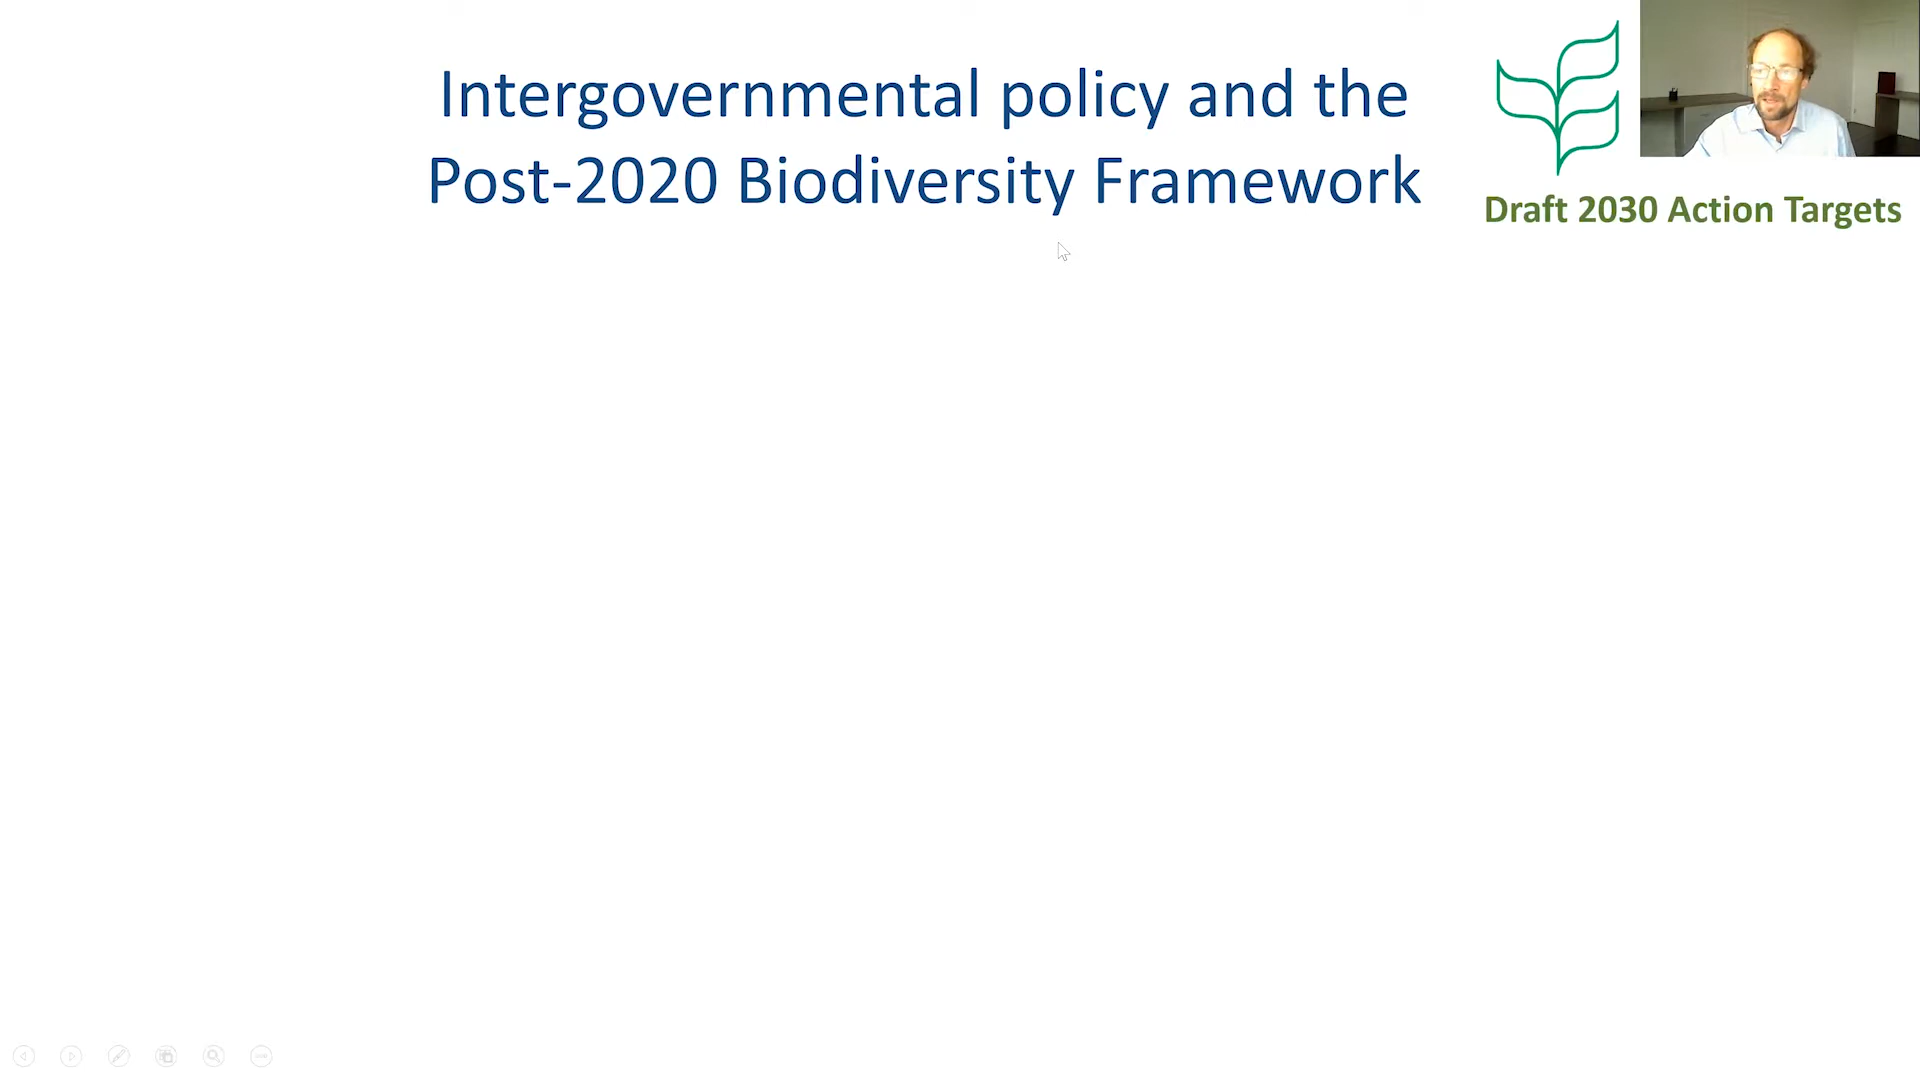 Intergovernmental policy and the
Post-2020 Biodiversity Framework
Draft 2030 Action Targets